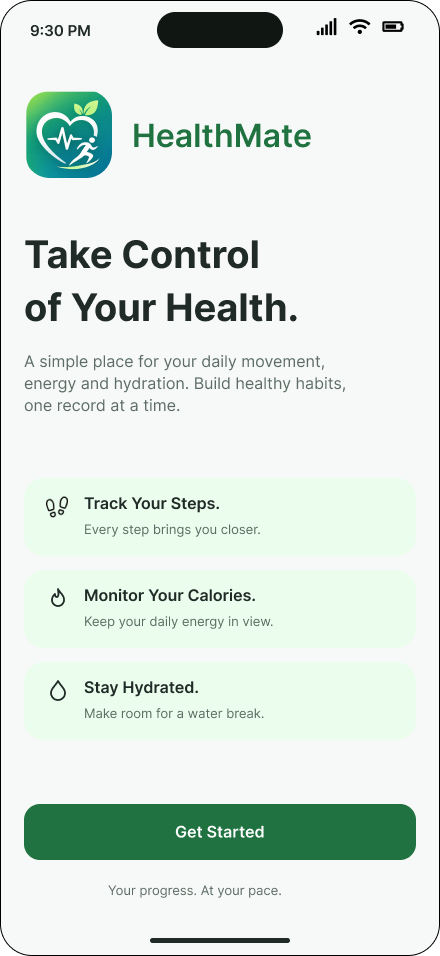 9:30 PM
HealthMate
Take Control
of Your Health.
A simple place for your daily movement,
energy and hydration. Build healthy habits,
one record at a time.
Track Your Steps.
Every step brings you closer.
Monitor Your Calories.
Keep your daily energy in view.
Stay Hydrated.
Make room for a water break.
Get Started
Your progress. At your pace.